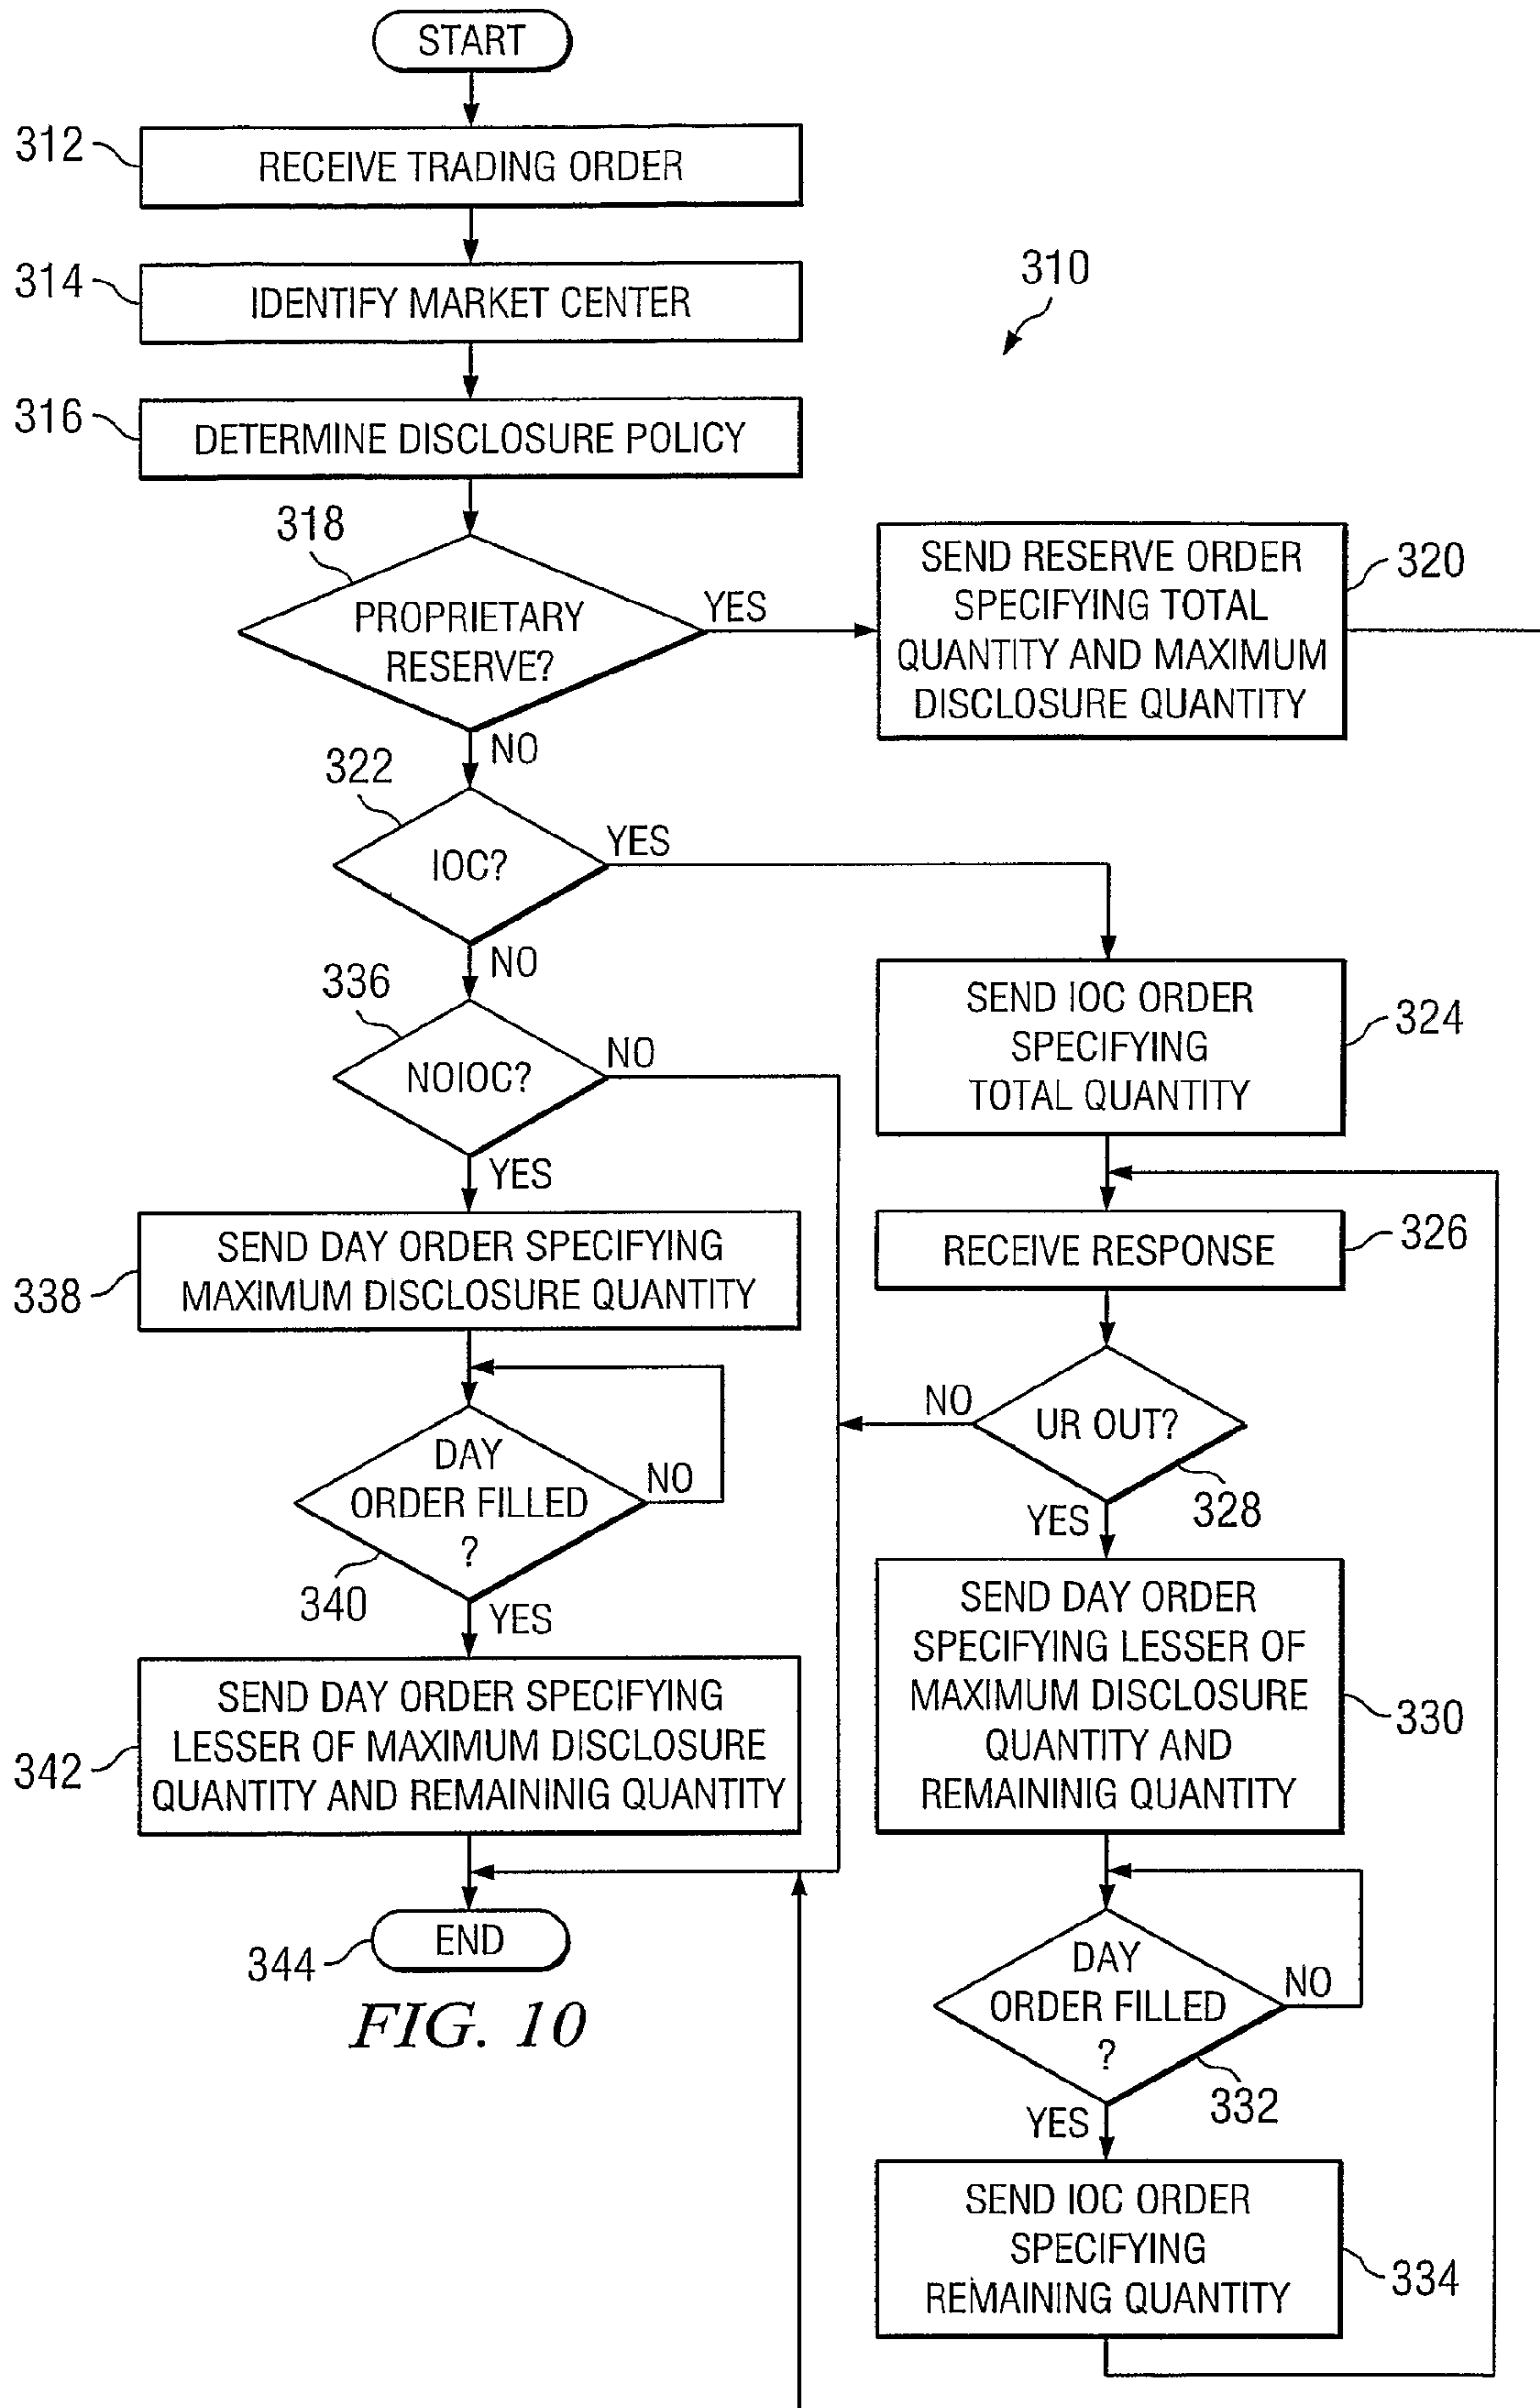 START
312
RECEIVE TRADING ORDER
314
IDENTIFY MARKET CENTER
310
316
DETERMINE DISCLOSURE POLICY
318
PROPRIETARY
RESERVE?
YES
SEND RESERVE ORDER
SPECIFYING TOTAL
QUANTITY AND MAXIMUM
DISCLOSURE QUANTITY
320
NO
322
IOC?
YES
NO
336
NOIOC?
NO
YES
SEND IOC ORDER
SPECIFYING
TOTAL QUANTITY
324
RECEIVE RESPONSE
326
338
SEND DAY ORDER SPECIFYING
MAXIMUM DISCLOSURE QUANTITY
UR OUT?
NO
328
YES
DAY
ORDER FILLED
?
NO
340
YES
SEND DAY ORDER
SPECIFYING LESSER OF
MAXIMUM DISCLOSURE
QUANTITY AND
REMAINIG QUANTITY
330
342
SEND DAY ORDER SPECIFYING
LESSER OF MAXIMUM DISCLOSURE
QUANTITY AND REMAININIG QUANTITY
344
END
DAY
ORDER FILLED
?
NO
332
YES
SEND IOC ORDER
SPECIFYING
REMAINING QUANTITY
334
FIG. 10